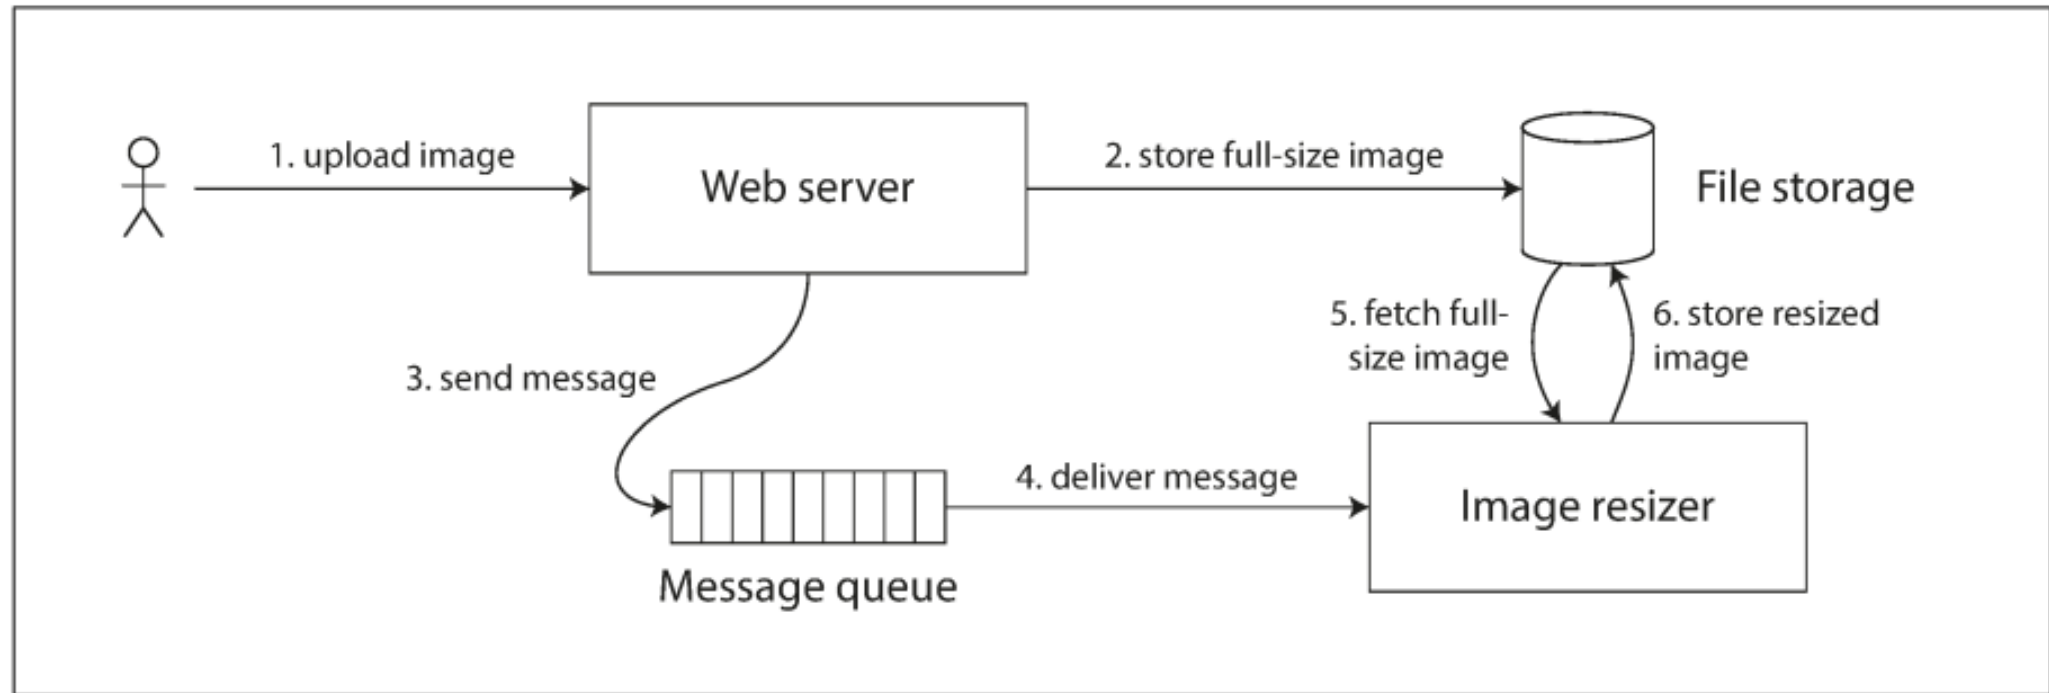 1. upload image
Web server
2. store full-size image
File storage
3. send message
5. fetch full-
size image
6. store resized
image
4. deliver message
Image resizer
Message queue